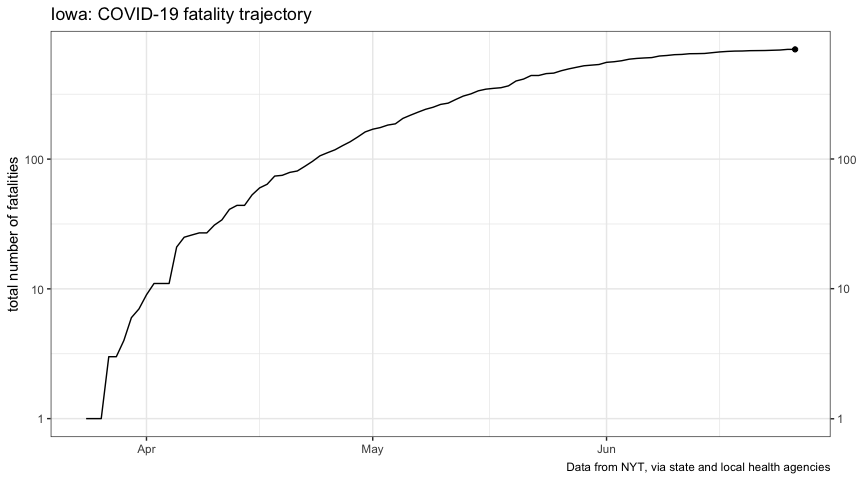 Iowa: COVID-19 fatality trajectory
total number of fatalities
100
10
1
100
10
1
Apr May Jun
Data from NYT, via state and local health agencies